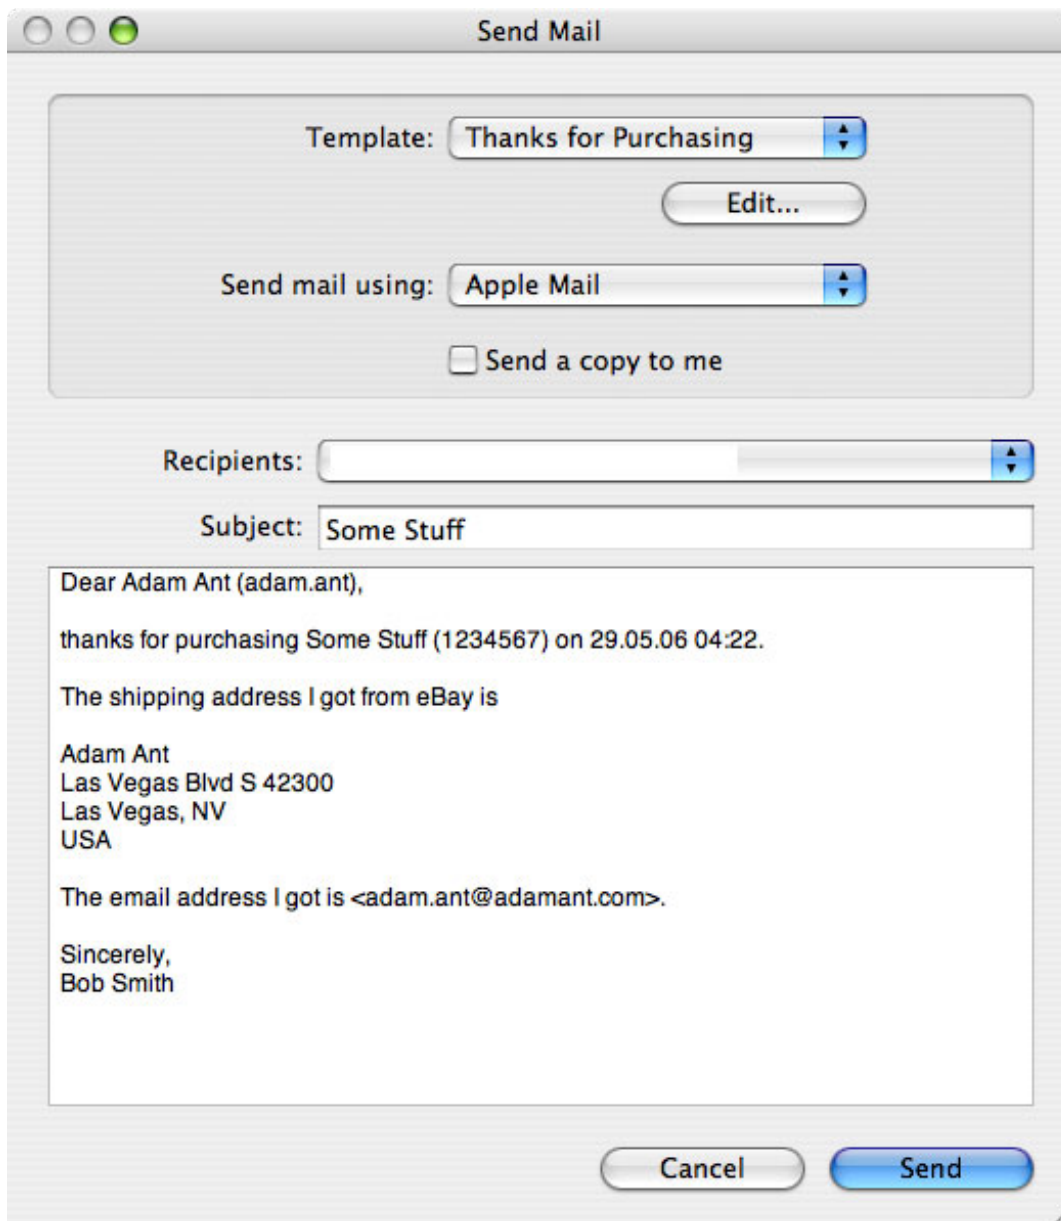 Send Mail
Template: Thanks for Purchasing
Edit...
Send mail using: Apple Mail
Send a copy to me
Recipients:
Subject: Some Stuff
Dear Adam Ant (adam.ant),
thanks for purchasing Some Stuff (1234567) on 29.05.06 04:22.
The shipping address I got from eBay is
Adam Ant
Las Vegas Blvd S 42300
Las Vegas, NV
USA
The email address I got is <adam.ant@adamant.com>.
Sincerely,
Bob Smith
Cancel Send